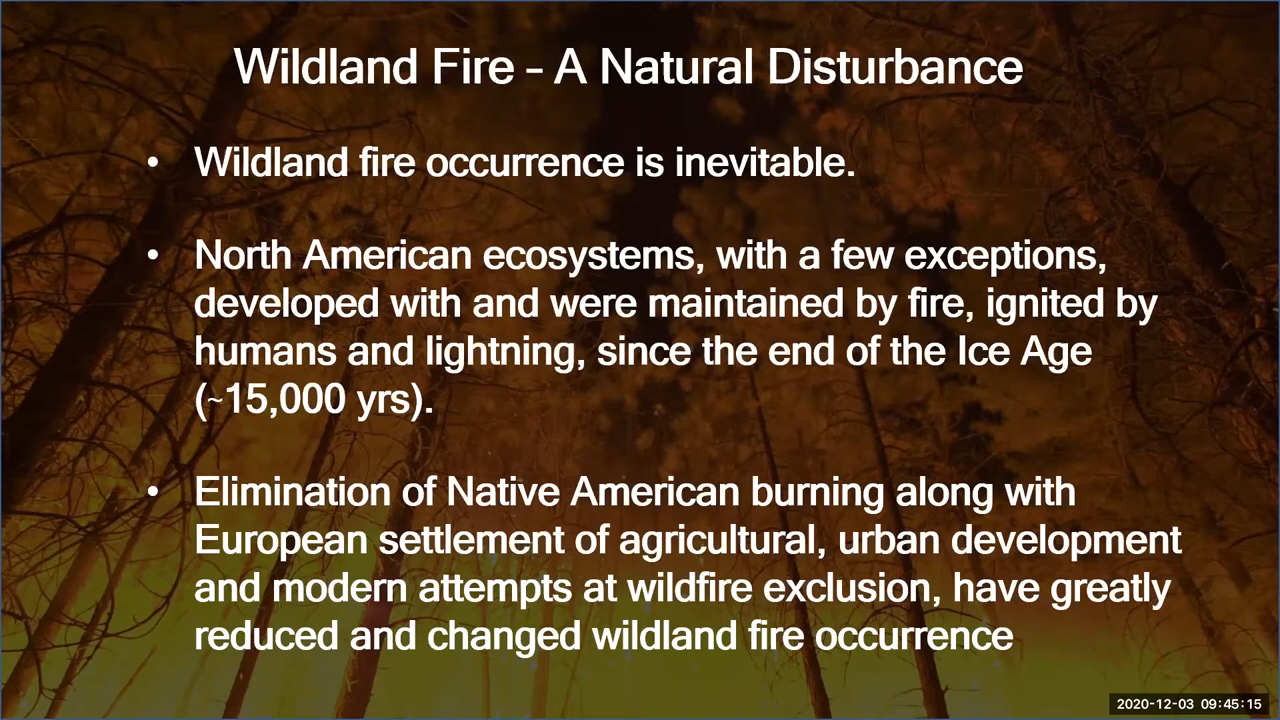 Wildland Fire – A Natural Disturbance
• Wildland fire occurrence is inevitable.
• North American ecosystems, with a few exceptions,
developed with and were maintained by fire, ignited by
humans and lightning, since the end of the Ice Age
(~15,000 yrs).
• Elimination of Native American burning along with
European settlement of agricultural, urban development
and modern attempts at wildfire exclusion, have greatly
reduced and changed wildland fire occurrence
2020-12-03 09:45:15